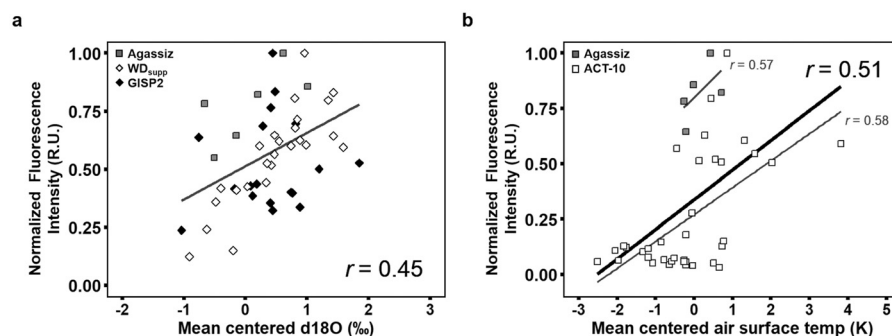 a
Normalized Fluorescence
Intensity (R.U.)
1.00
0.75
0.50
0.25
0.00
Agassiz
WDsupp
GISP2
r = 0.45
-2
-1
0
1
2
3
Mean centered d18O (‰)
b
Normalized Fluorescence
Intensity (R.U.)
1.00
0.75
0.50
0.25
0.00
Agassiz
ACT-10
r = 0.57
r = 0.51
r = 0.58
-3
-2
-1
0
1
2
3
4
5
Mean centered air surface temp (K)